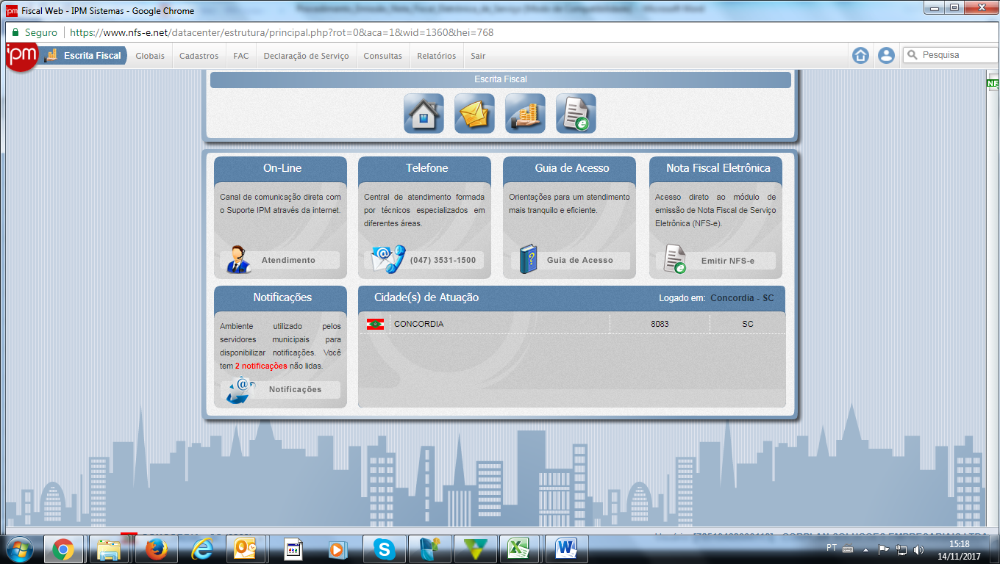 Fiscal Web - IPM Sistemas - Google Chrome
Seguro https://www.nfs-e.net/datacenter/estrutura/principal.php?rot=0&aca=1&wid=1360&hei=768
ipm Escrita Fiscal Globais Cadastros FAC Declaração de Serviço Consultas Relatórios Sair Pesquisa
Escrita Fiscal
On-Line
Canal de comunicação direta com
o Suporte IPM através da internet.
Atendimento
Telefone
Central de atendimento formada
por técnicos especializados em
diferentes áreas.
(047) 3531-1500
Guia de Acesso
Orientações para um atendimento
mais tranquilo e eficiente.
Guia de Acesso
Nota Fiscal Eletrônica
Acesso direto ao módulo de
emissão de Nota Fiscal de Serviço
Eletrônica (NFS-e).
Emitir NFS-e
Notificações
Ambiente utilizado pelos
servidores municipais para
disponibilizar notificações. Você
tem 2 notificações não lidas.
Notificações
Cidade(s) de Atuação Logado em: Concordia - SC
CONCORDIA 8083 SC
PT 15:18
14/11/2017